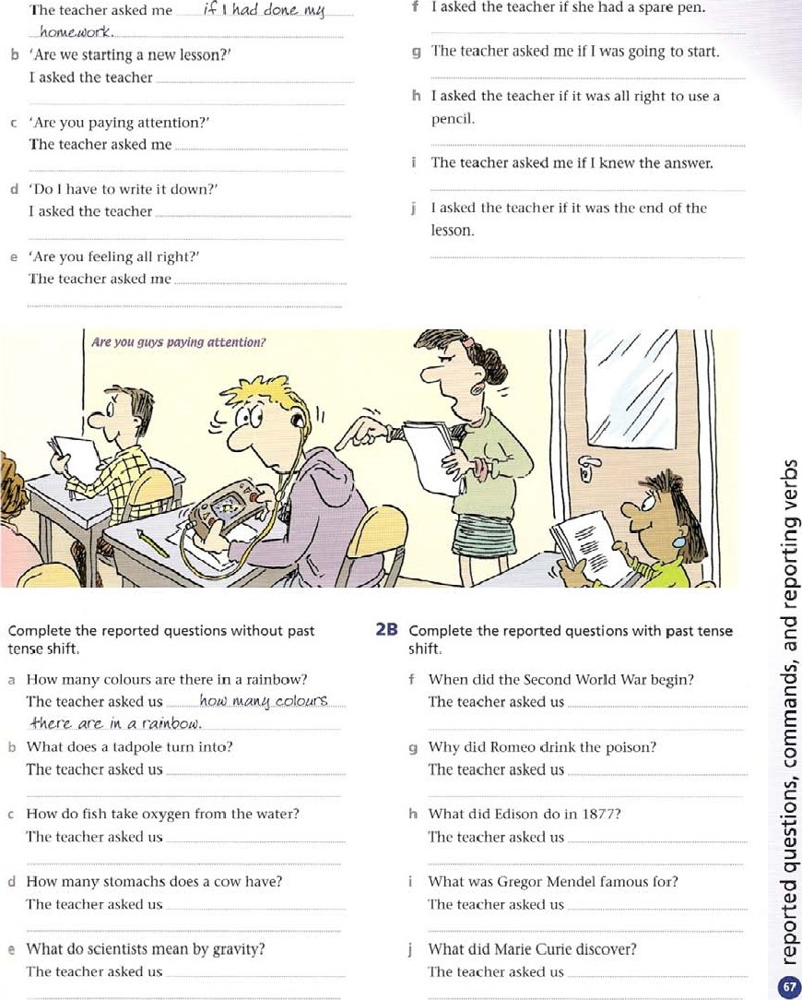 The teacher asked me if I had done my
homework.
b 'Are we starting a new lesson?'
I asked the teacher
c 'Are you paying attention?'
The teacher asked me
d 'Do I have to write it down?'
I asked the teacher
e 'Are you feeling all right?'
The teacher asked me
f I asked the teacher if she had a spare pen.
g The teacher asked me if I was going to start.
h I asked the teacher if it was all right to use a
pencil.
i The teacher asked me if I knew the answer.
j I asked the teacher if it was the end of the
lesson.
Are you guys paying attention?
Complete the reported questions without past
tense shift.
a How many colours are there in a rainbow?
The teacher asked us how many colours
there are in a rainbow.
b What does a tadpole turn into?
The teacher asked us
c How do fish take oxygen from the water?
The teacher asked us
d How many stomachs does a cow have?
The teacher asked us
e What do scientists mean by gravity?
The teacher asked us
2B Complete the reported questions with past tense
shift.
f When did the Second World War begin?
The teacher asked us
g Why did Romeo drink the poison?
The teacher asked us
h What did Edison do in 1877?
The teacher asked us
i What was Gregor Mendel famous for?
The teacher asked us
j What did Marie Curie discover?
The teacher asked us
reported questions, commands, and reporting verbs
67